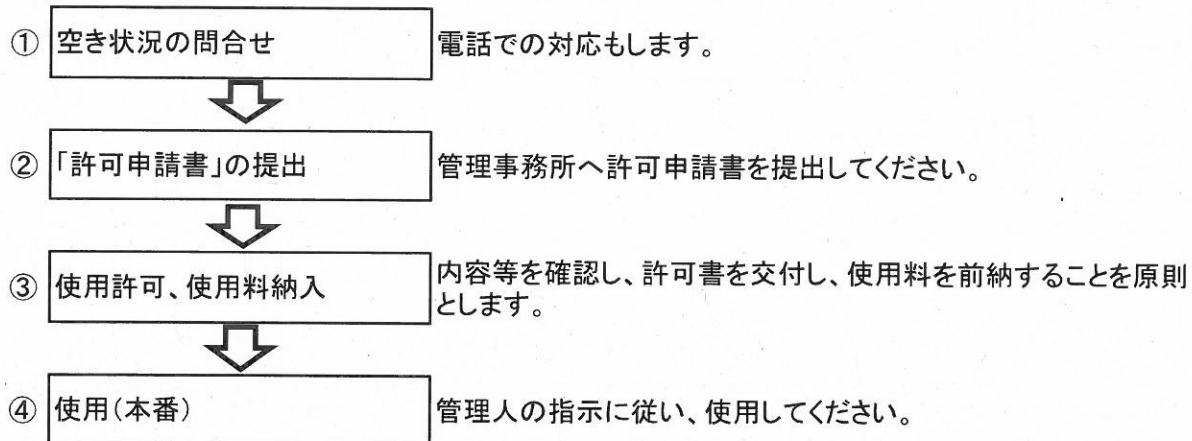 ① 空き状況の問合せ 電話での対応もします。
② 「許可申請書」の提出 管理事務所へ許可申請書を提出してください。
③ 使用許可、使用料納入 内容等を確認し、許可書を交付し、使用料を前納することを原則
とします。
④ 使用(本番) 管理人の指示に従い、使用してください。